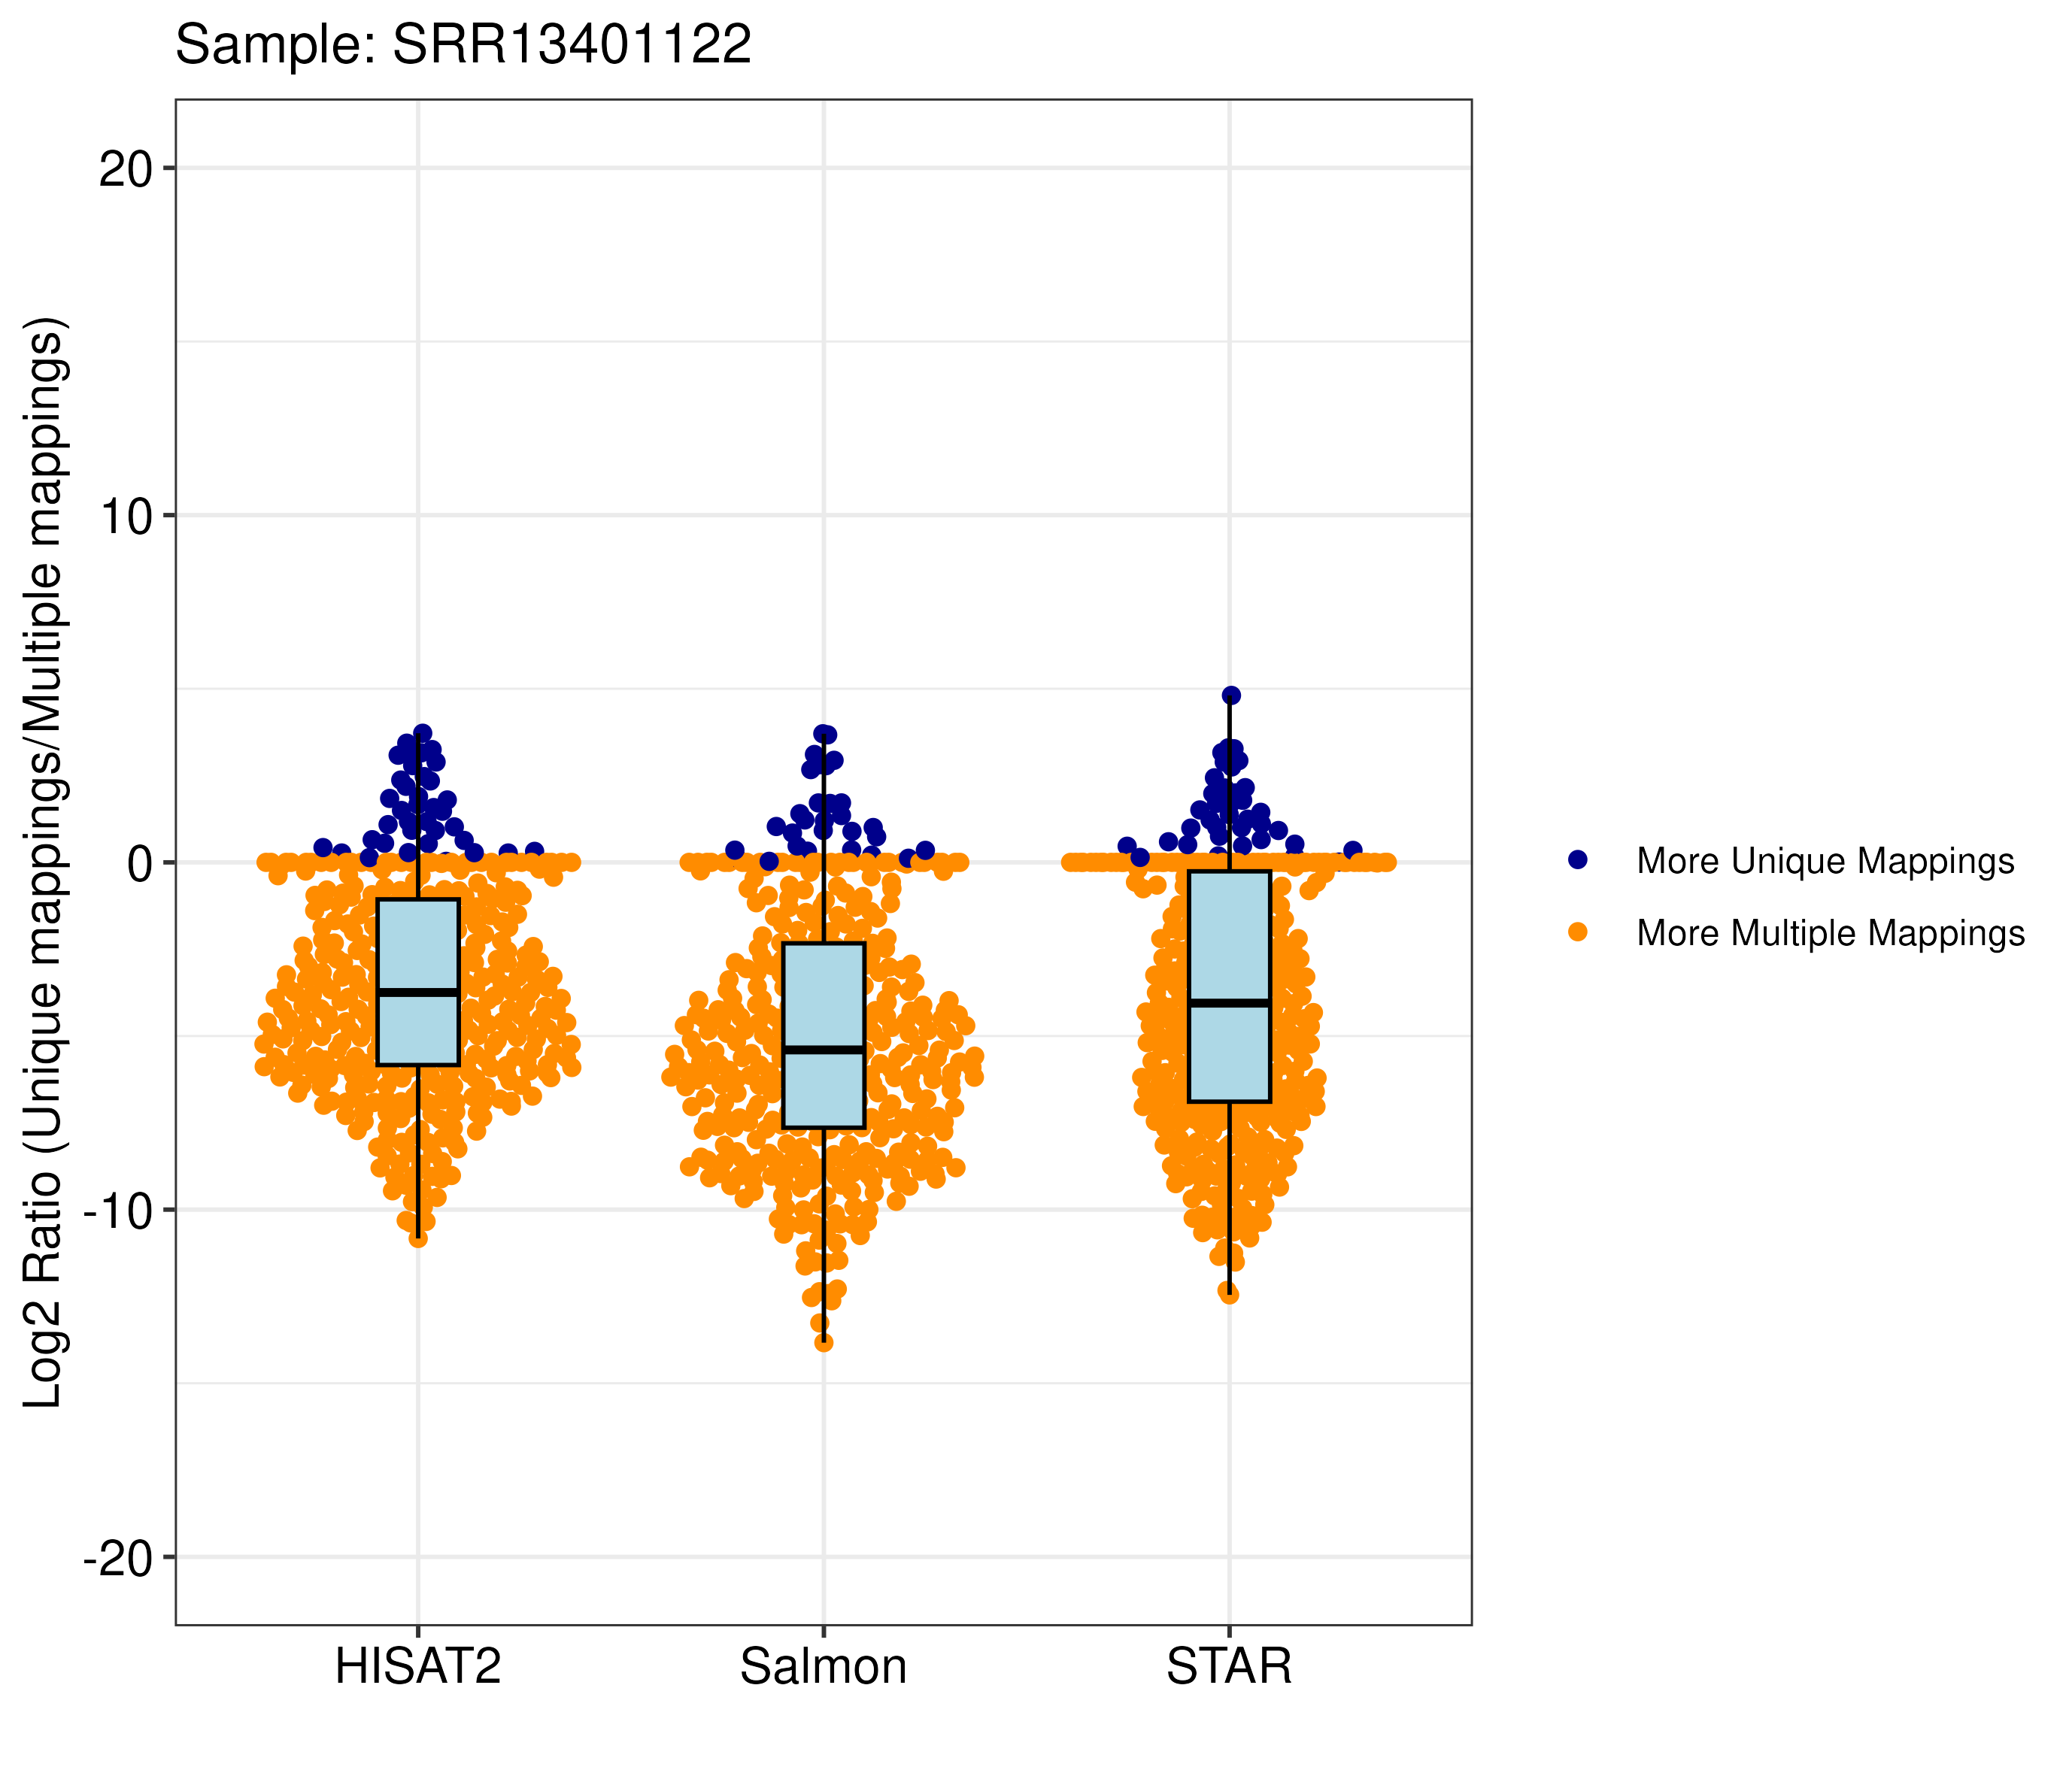 Sample: SRR13401122
Log2 Ratio (Unique mappings/Multiple mappings)
20
10
0
-10
-20
HISAT2
Salmon
STAR
More Unique Mappings
More Multiple Mappings